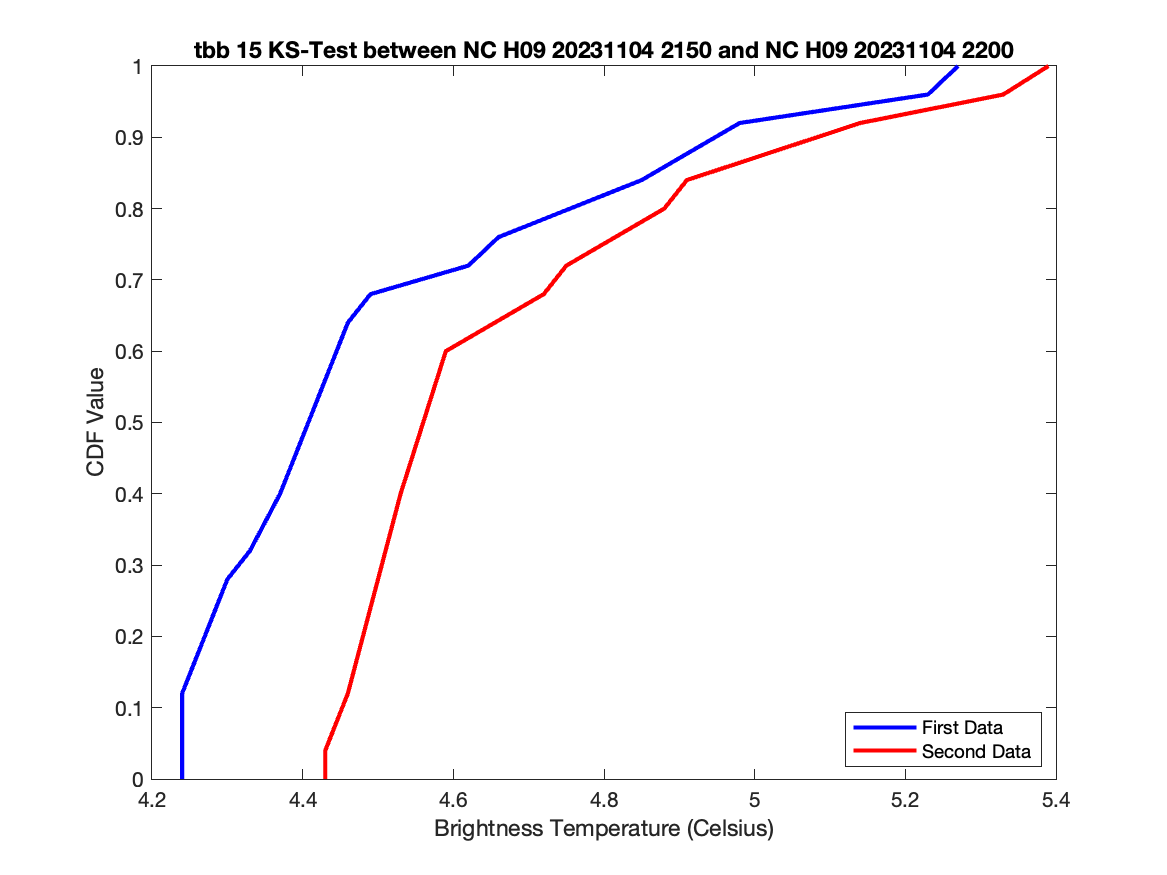 tbb 15 KS-Test between NC H09 20231104 2150 and NC H09 20231104 2200
1
0.9
0.8
0.7
0.6
0.5
0.4
0.3
0.2
0.1
0
CDF Value
First Data
Second Data
4.2 4.4 4.6 4.8 5 5.2 5.4
Brightness Temperature (Celsius)